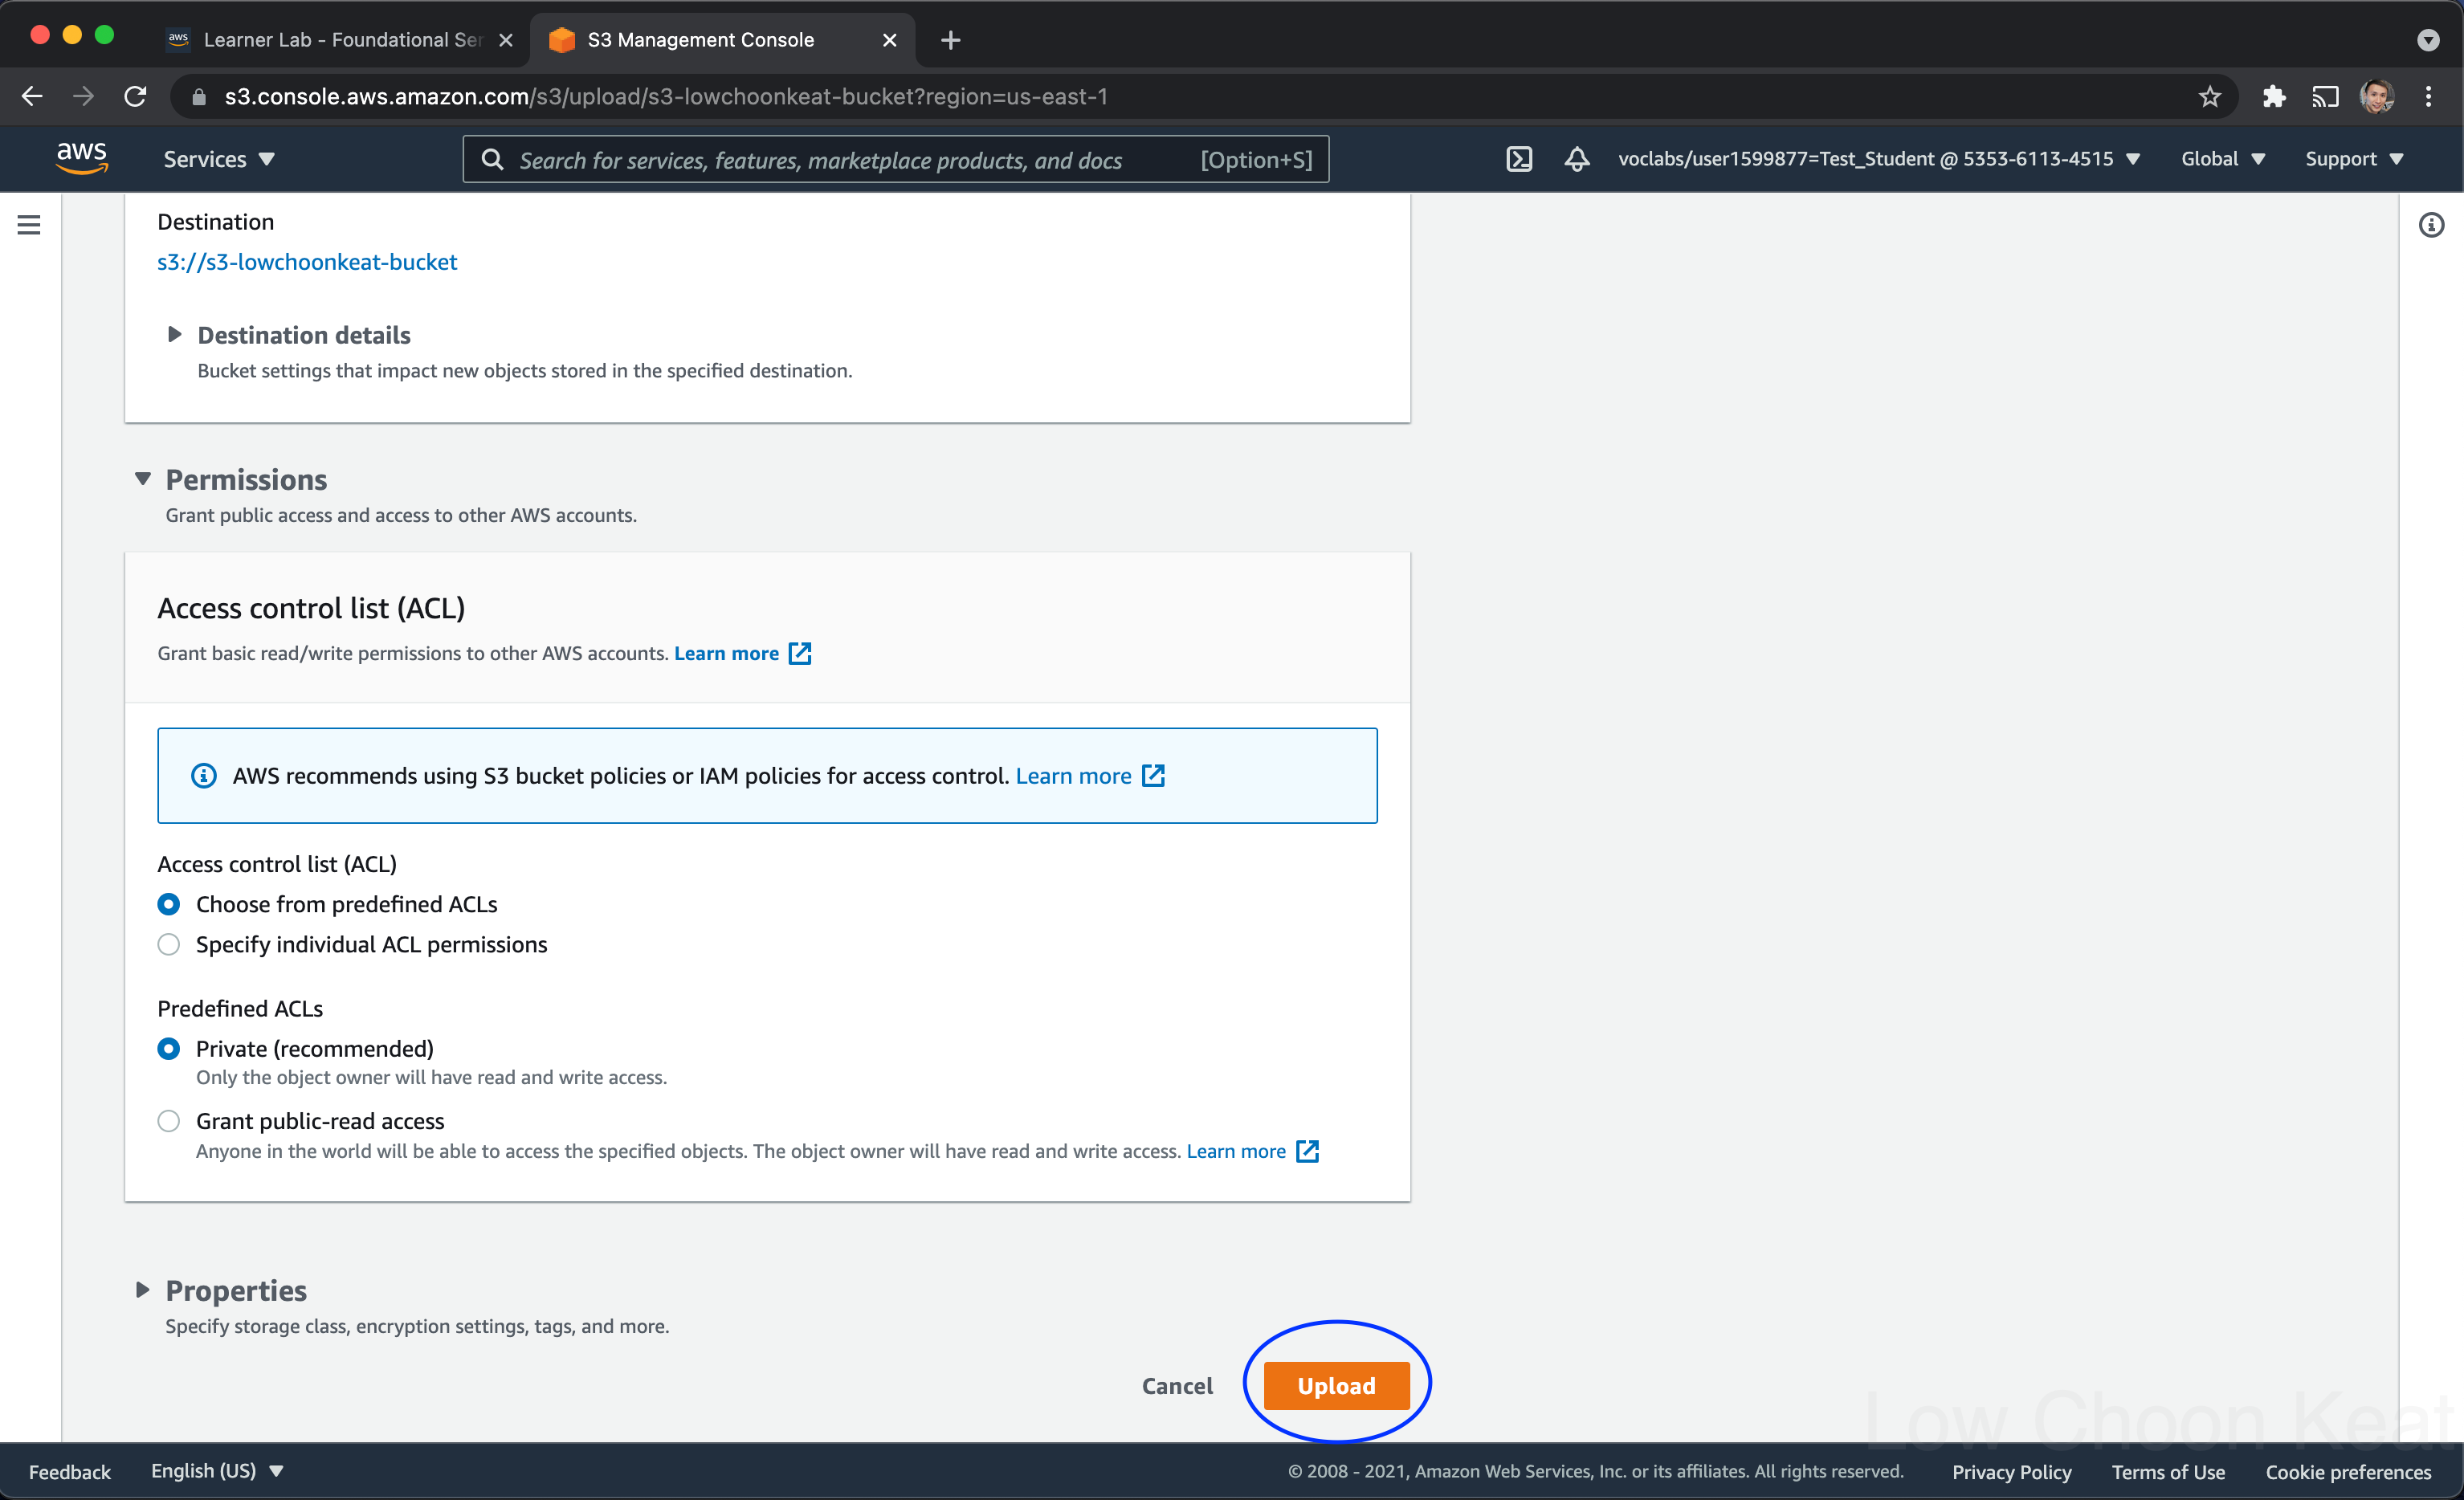 aws Learner Lab - Foundational Ser
S3 Management Console
s3.console.aws.amazon.com/s3/upload/s3-lowchoonkeat-bucket?region=us-east-1
aws Services Search for services, features, marketplace products, and docs [Option+S] voclabs/user1599877=Test_Student @ 5353-6113-4515 Global Support
Destination
s3://s3-lowchoonkeat-bucket
Destination details
Bucket settings that impact new objects stored in the specified destination.
Permissions
Grant public access and access to other AWS accounts.
Access control list (ACL)
Grant basic read/write permissions to other AWS accounts. Learn more
AWS recommends using S3 bucket policies or IAM policies for access control. Learn more
Access control list (ACL)
Choose from predefined ACLs
Specify individual ACL permissions
Predefined ACLs
Private (recommended)
Only the object owner will have read and write access.
Grant public-read access
Anyone in the world will be able to access the specified objects. The object owner will have read and write access. Learn more
Properties
Specify storage class, encryption settings, tags, and more.
Cancel Upload
Low Choon Keat
Feedback English (US) © 2008 - 2021, Amazon Web Services, Inc. or its affiliates. All rights reserved. Privacy Policy Terms of Use Cookie preferences